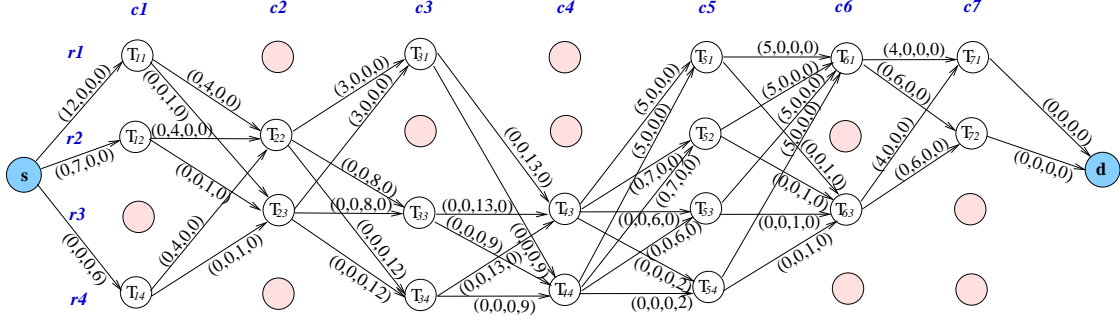 c1 c2 c3 c4 c5 c6 c7
r1
r2
r3
r4
s
d
T11
T12
T14
T22
T23
T31
T33
T34
T43
T44
T51
T52
T53
T54
T61
T63
T71
T72
(12,0,0,0)
(0,7,0,0)
(0,0,0,6)
(0,4,0,0)
(0,0,1,0)
(0,4,0,0)
(0,0,1,0)
(0,4,0,0)
(0,0,1,0)
(3,0,0,0)
(3,0,0,0)
(0,0,8,0)
(0,0,8,0)
(0,0,0,12)
(0,0,0,12)
(0,0,13,0)
(0,0,13,0)
(0,0,0,9)
(0,0,0,9)
(0,0,13,0)
(0,0,0,9)
(5,0,0,0)
(5,0,0,0)
(0,7,0,0)
(0,7,0,0)
(0,0,6,0)
(0,0,6,0)
(0,0,0,2)
(0,0,0,2)
(5,0,0,0)
(5,0,0,0)
(5,0,0,0)
(5,0,0,0)
(0,0,1,0)
(0,0,1,0)
(0,0,1,0)
(0,0,1,0)
(4,0,0,0)
(0,6,0,0)
(4,0,0,0)
(0,6,0,0)
(0,0,0,0)
(0,0,0,0)